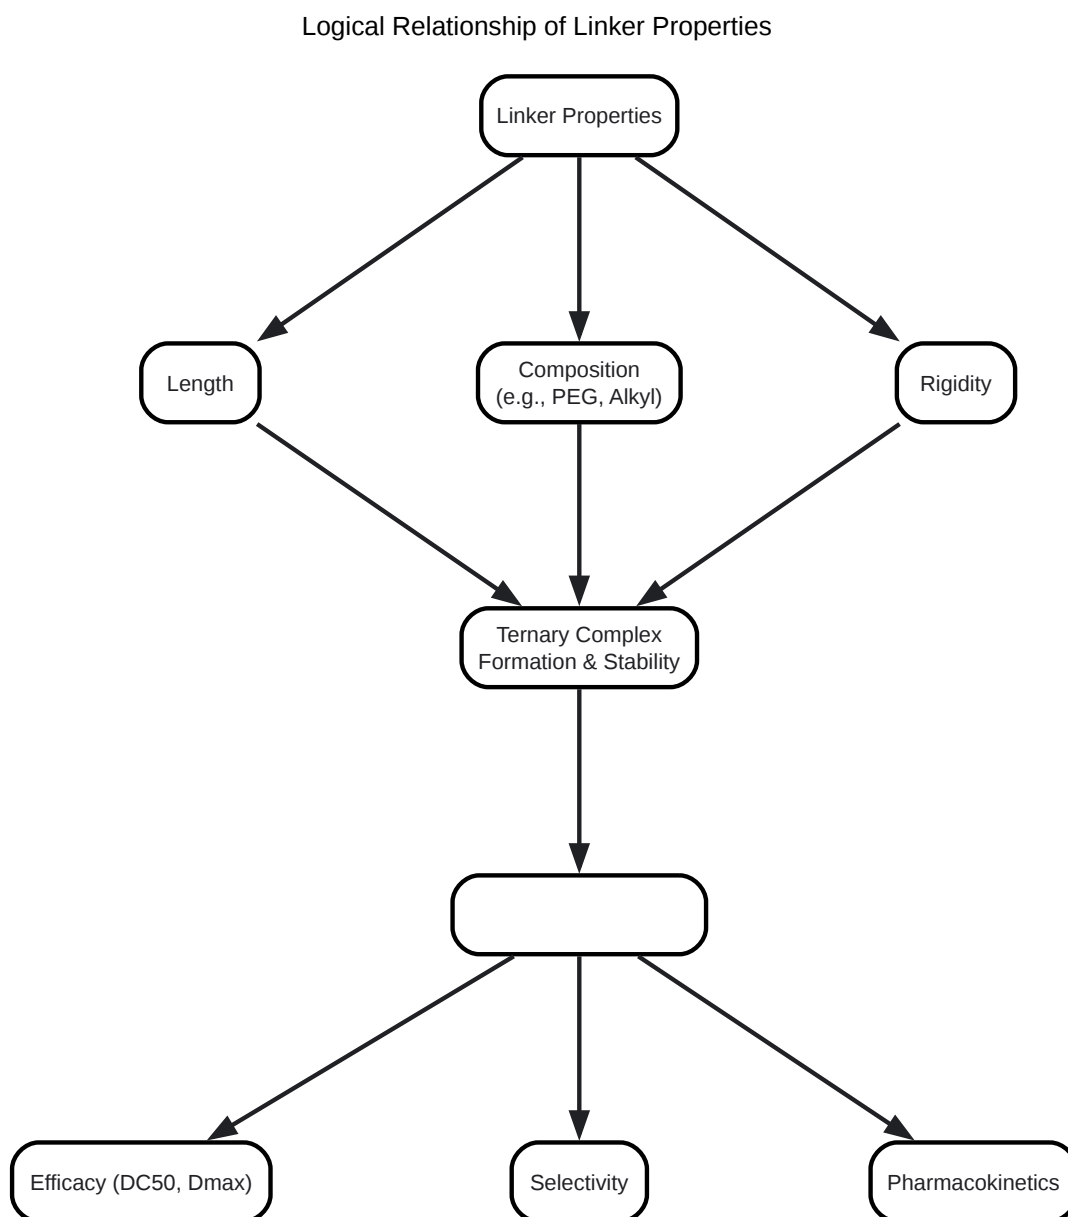 Logical Relationship of Linker Properties
Linker Properties
Length
Composition
(e.g., PEG, Alkyl)
Rigidity
Ternary Complex
Formation & Stability
Efficacy (DC50, Dmax)
Selectivity
Pharmacokinetics